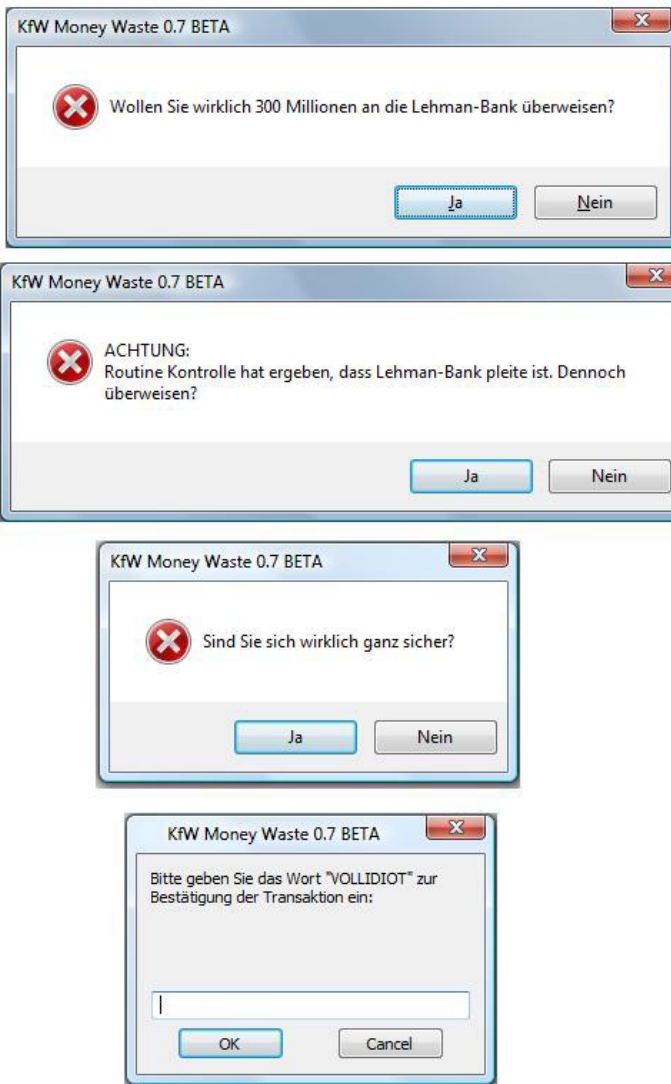 KfW Money Waste 0.7 BETA
Wollen Sie wirklich 300 Millionen an die Lehman-Bank überweisen?
Ja Nein
KfW Money Waste 0.7 BETA
ACHTUNG:
Routine Kontrolle hat ergeben, dass Lehman-Bank pleite ist. Dennoch
überweisen?
Ja Nein
KfW Money Waste 0.7 BETA
Sind Sie sich wirklich ganz sicher?
Ja Nein
KfW Money Waste 0.7 BETA
Bitte geben Sie das Wort "VOLLIDIOT" zur
Bestätigung der Transaktion ein:
OK Cancel